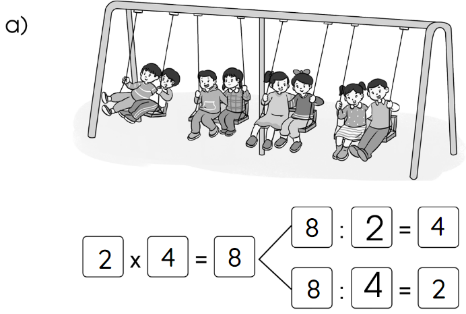 a)
8 : 2 = 4
2 x 4 = 8
8 : 4 = 2